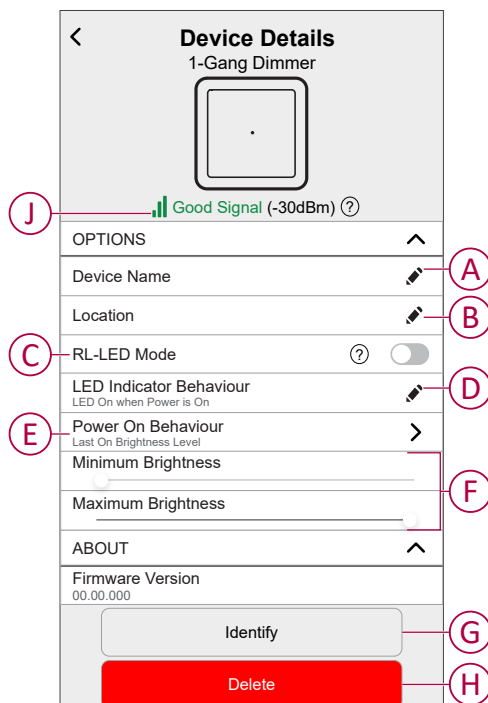 Device Details
1-Gang Dimmer
J
Good Signal (-30dBm) ?
OPTIONS
Device Name
A
Location
B
C
RL-LED Mode ?
LED Indicator Behaviour
LED On when Power is On
D
E
Power On Behaviour
Last On Brightness Level
Minimum Brightness
F
Maximum Brightness
ABOUT
Firmware Version
00.00.000
Identify
G
Delete
H